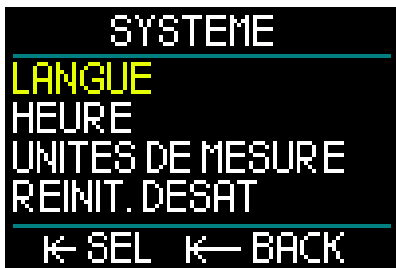 SYSTEME
LANGUE
HEURE
UNITES DE MESURE
REINIT. DESAT
K- SEL K— BACK